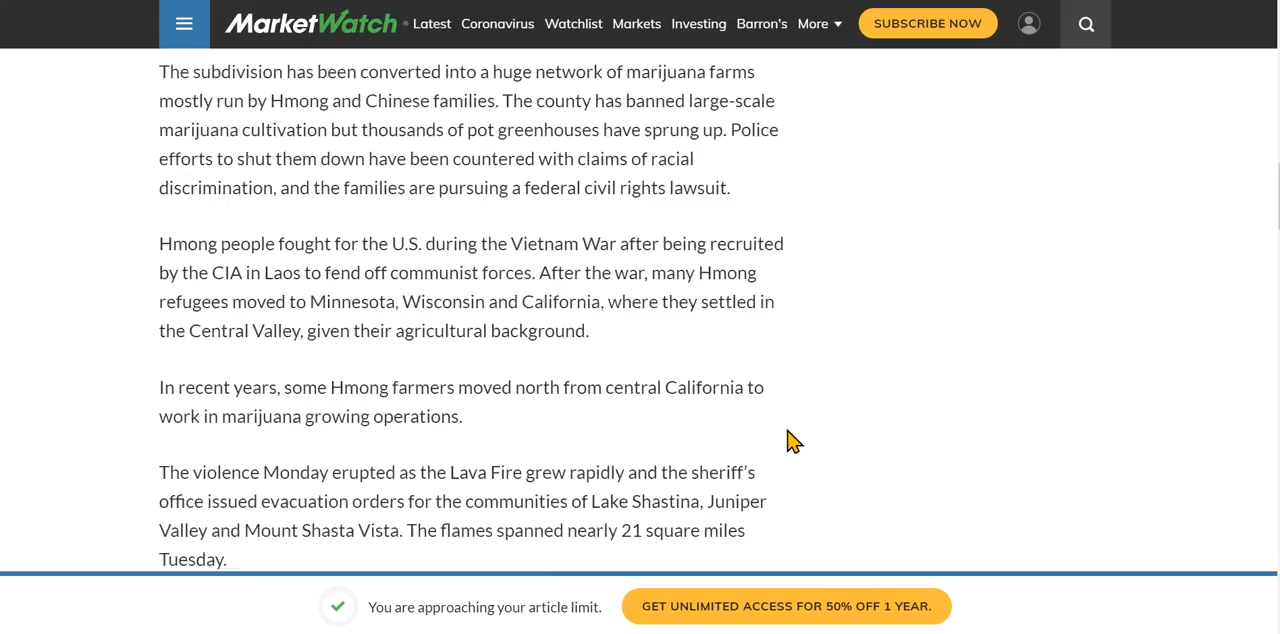 MarketWatch
Latest Coronavirus Watchlist Markets Investing Barron's More SUBSCRIBE NOW
The subdivision has been converted into a huge network of marijuana farms
mostly run by Hmong and Chinese families. The county has banned large-scale
marijuana cultivation but thousands of pot greenhouses have sprung up. Police
efforts to shut them down have been countered with claims of racial
discrimination, and the families are pursuing a federal civil rights lawsuit.
Hmong people fought for the U.S. during the Vietnam War after being recruited
by the CIA in Laos to fend off communist forces. After the war, many Hmong
refugees moved to Minnesota, Wisconsin and California, where they settled in
the Central Valley, given their agricultural background.
In recent years, some Hmong farmers moved north from central California to
work in marijuana growing operations.
The violence Monday erupted as the Lava Fire grew rapidly and the sheriff’s
office issued evacuation orders for the communities of Lake Shastina, Juniper
Valley and Mount Shasta Vista. The flames spanned nearly 21 square miles
Tuesday.
You are approaching your article limit. GET UNLIMITED ACCESS FOR 50% OFF 1 YEAR.